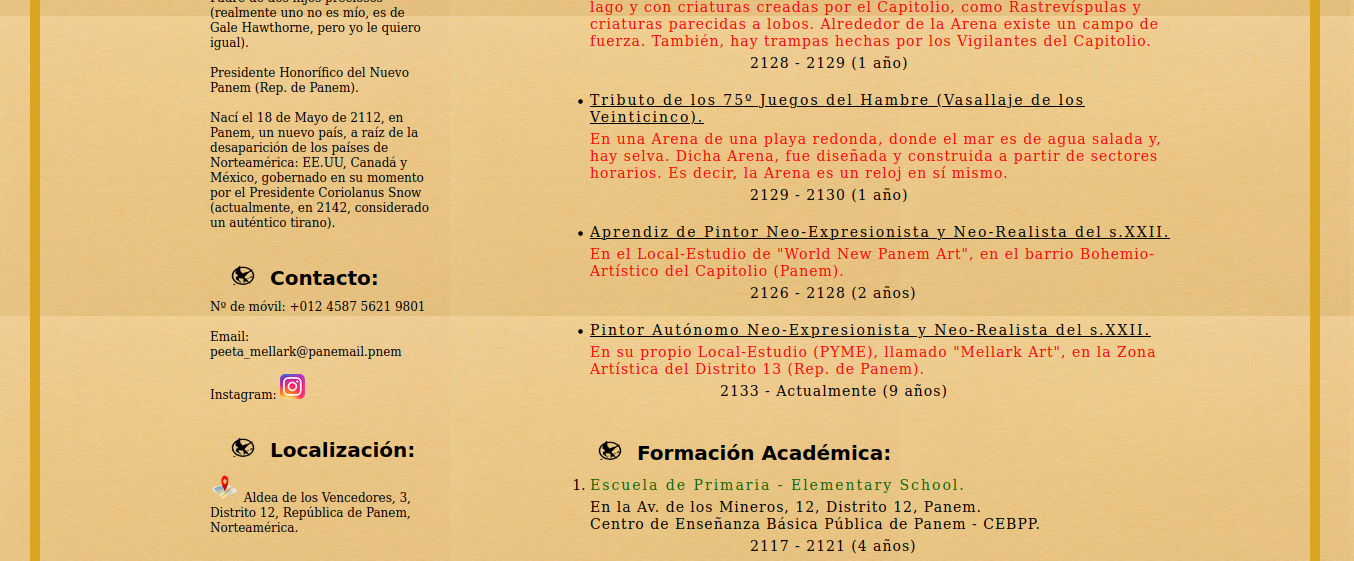 (realmente uno no es mío, es de
Gale Hawthorne, pero yo le quiero
igual).
Presidente Honorífico del Nuevo
Panem (Rep. de Panem).
Nací el 18 de Mayo de 2112, en
Panem, un nuevo país, a raíz de la
desaparición de los países de
Norteamérica: EE.UU, Canadá y
México, gobernado en su momento
por el Presidente Coriolanus Snow
(actualmente, en 2142, considerado
un auténtico tirano).
Contacto:
Nº de móvil: +012 4587 5621 9801
Email:
peeta_mellark@panemail.pnem
Instagram:
Localización:
Aldea de los Vencedores, 3,
Distrito 12, República de Panem,
Norteamérica.
lago y con criaturas creadas por el Capitolio, como Rastrevíspulas y
criaturas parecidas a lobos. Alrededor de la Arena existe un campo de
fuerza. También, hay trampas hechas por los Vigilantes del Capitolio.
2128 - 2129 (1 año)
• Tributo de los 75º Juegos del Hambre (Vasallaje de los
Veinticinco).
En una Arena de una playa redonda, donde el mar es de agua salada y,
hay selva. Dicha Arena, fue diseñada y construida a partir de sectores
horarios. Es decir, la Arena es un reloj en sí mismo.
2129 - 2130 (1 año)
• Aprendiz de Pintor Neo-Expresionista y Neo-Realista del s.XXII.
En el Local-Estudio de "World New Panem Art", en el barrio Bohemio-
Artístico del Capitolio (Panem).
2126 - 2128 (2 años)
• Pintor Autónomo Neo-Expresionista y Neo-Realista del s.XXII.
En su propio Local-Estudio (PYME), llamado "Mellark Art", en la Zona
Artística del Distrito 13 (Rep. de Panem).
2133 - Actualmente (9 años)
Formación Académica:
1. Escuela de Primaria - Elementary School.
En la Av. de los Mineros, 12, Distrito 12, Panem.
Centro de Enseñanza Básica Pública de Panem - CEBPP.
2117 - 2121 (4 años)